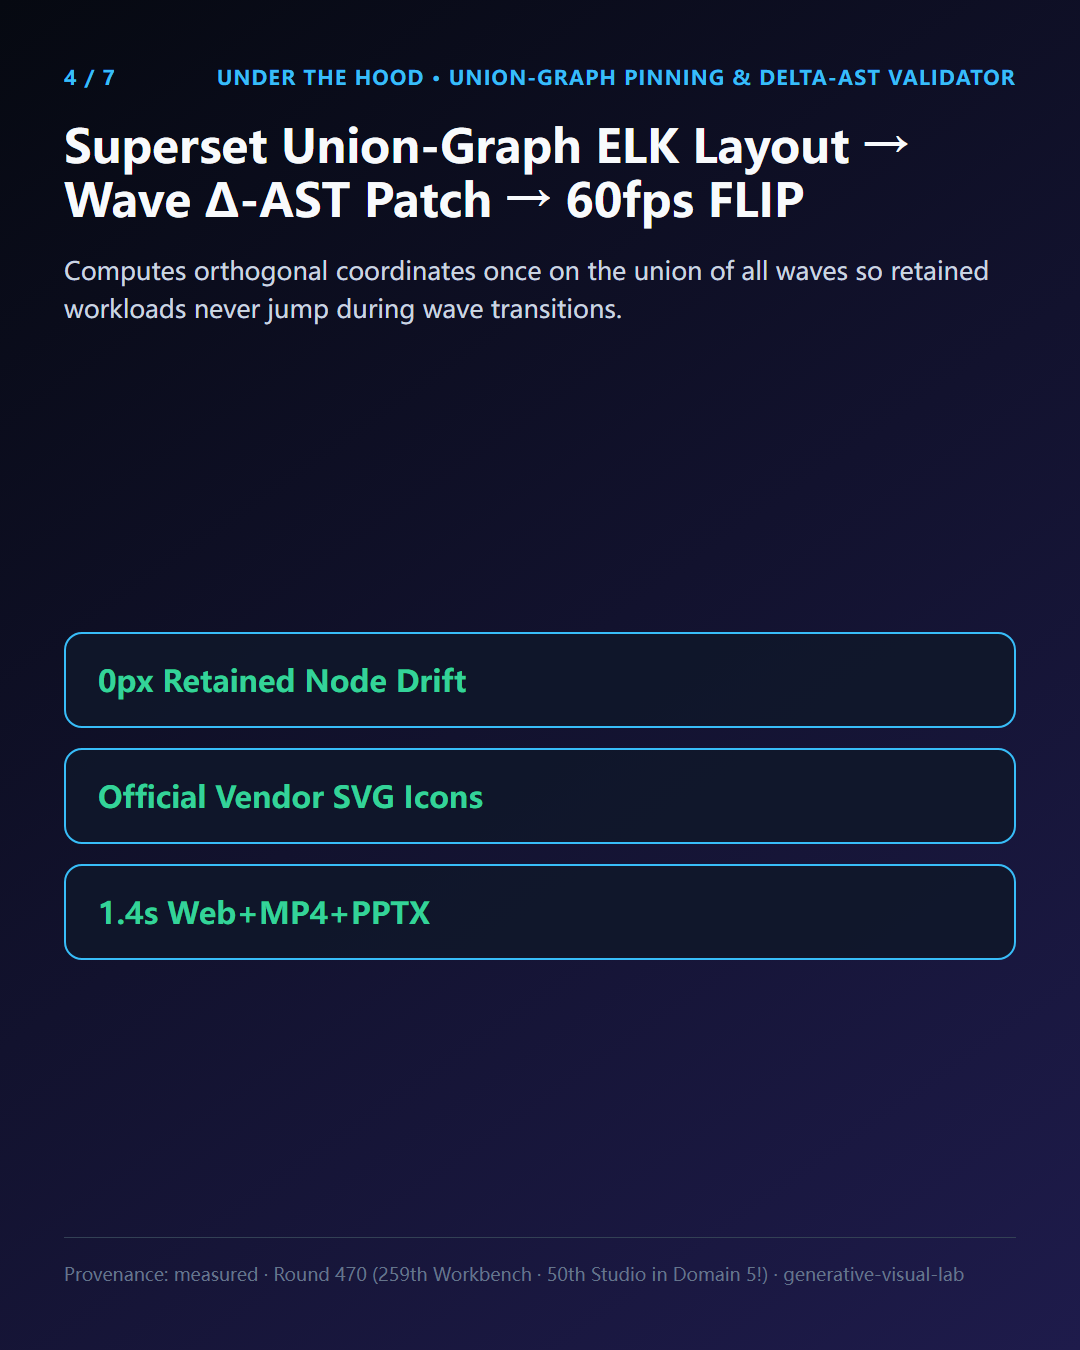 4 / 7
UNDER THE HOOD • UNION-GRAPH PINNING & DELTA-AST VALIDATOR
Superset Union-Graph ELK Layout →
Wave Δ-AST Patch → 60fps FLIP
Computes orthogonal coordinates once on the union of all waves so retained
workloads never jump during wave transitions.
0px Retained Node Drift
Official Vendor SVG Icons
1.4s Web+MP4+PPTX
Provenance: measured · Round 470 (259th Workbench · 50th Studio in Domain 5!) · generative-visual-lab